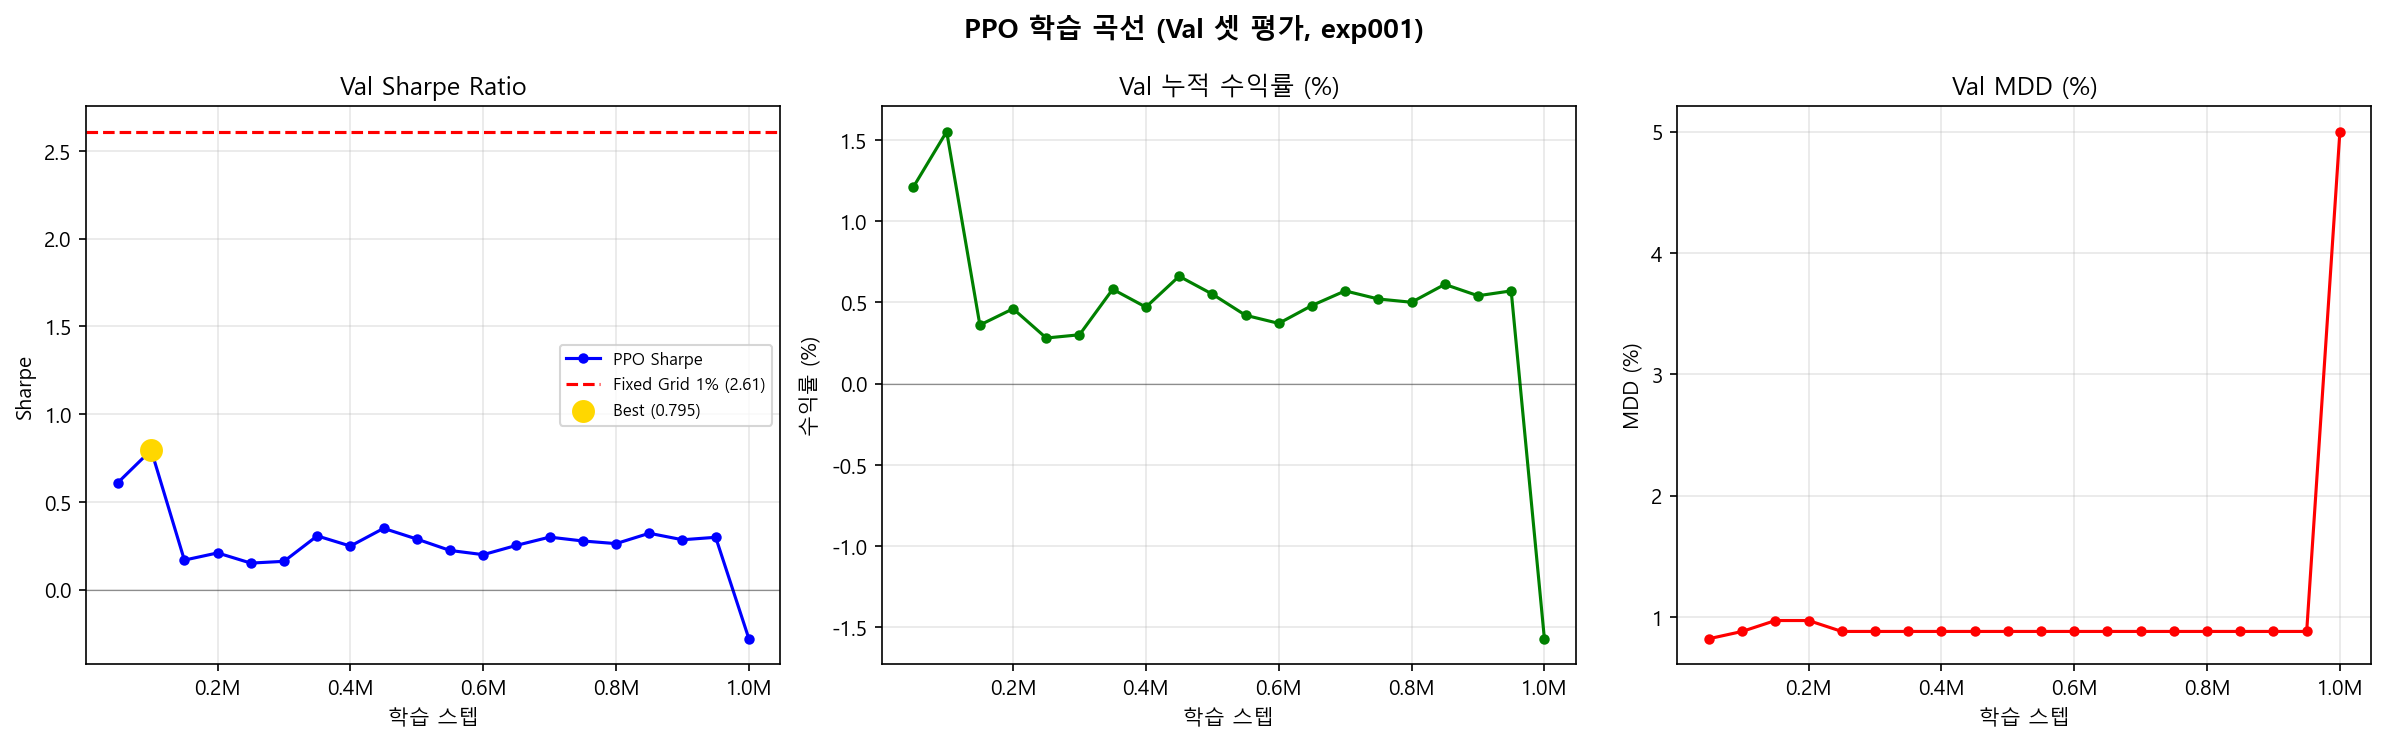 PPO 학습 곡선 (Val 셋 평가, exp001)
Val Sharpe Ratio
Sharpe
2.5
2.0
1.5
1.0
0.5
0.0
PPO Sharpe
Fixed Grid 1% (2.61)
Best (0.795)
0.2M 0.4M 0.6M 0.8M 1.0M
학습 스텝
Val 누적 수익률 (%)
수익률 (%)
1.5
1.0
0.5
0.0
-0.5
-1.0
-1.5
0.2M 0.4M 0.6M 0.8M 1.0M
학습 스텝
Val MDD (%)
MDD (%)
5
4
3
2
1
0.2M 0.4M 0.6M 0.8M 1.0M
학습 스텝